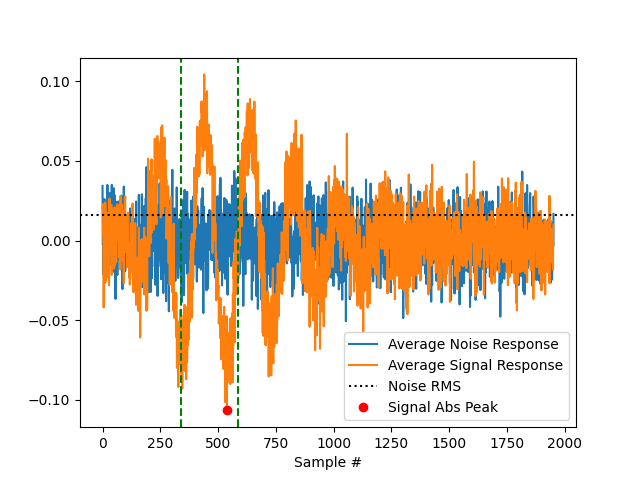 0.10
0.05
0.00
−0.05
−0.10
Average Noise Response
Average Signal Response
Noise RMS
Signal Abs Peak
0 250 500 750 1000 1250 1500 1750 2000
Sample #